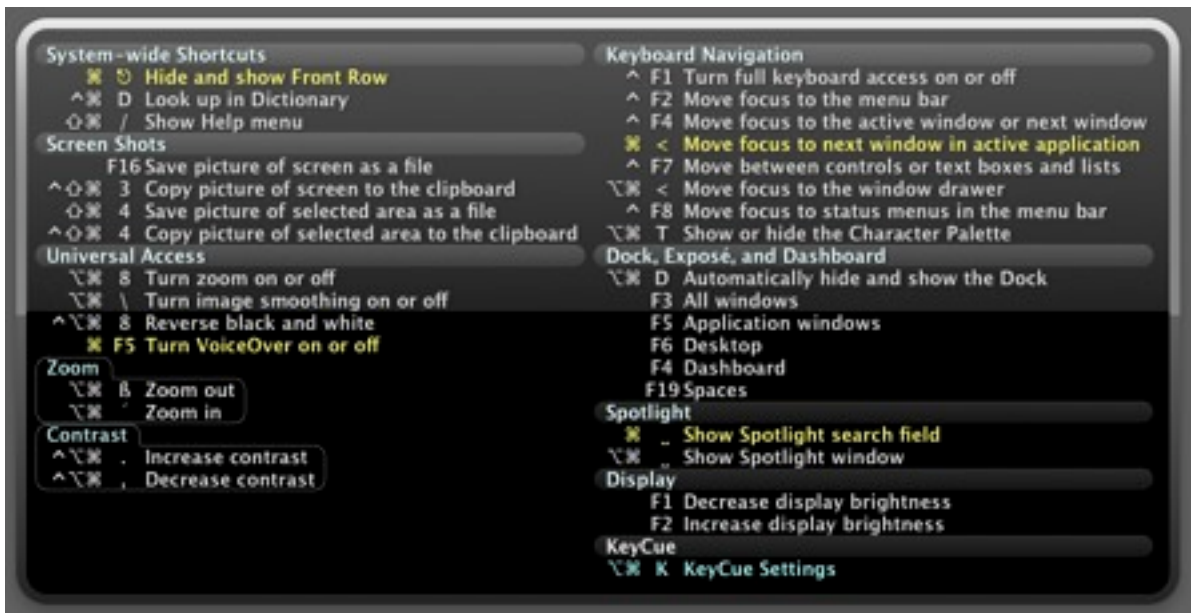 System-wide Shortcuts
⌘ ⎋ Hide and show Front Row
^⌘ D Look up in Dictionary
⇧⌘ / Show Help menu
Screen Shots
F16 Save picture of screen as a file
^⇧⌘ 3 Copy picture of screen to the clipboard
⇧⌘ 4 Save picture of selected area as a file
^⇧⌘ 4 Copy picture of selected area to the clipboard
Universal Access
⌥⌘ 8 Turn zoom on or off
⌥⌘ \ Turn image smoothing on or off
^⌥⌘ 8 Reverse black and white
⌘ F5 Turn VoiceOver on or off
Zoom
⌥⌘ ß Zoom out
⌥⌘ ´ Zoom in
Contrast
^⌥⌘ . Increase contrast
^⌥⌘ , Decrease contrast
Keyboard Navigation
^ F1 Turn full keyboard access on or off
^ F2 Move focus to the menu bar
^ F4 Move focus to the active window or next window
⌘ < Move focus to next window in active application
^ F7 Move between controls or text boxes and lists
⌥⌘ < Move focus to the window drawer
^ F8 Move focus to status menus in the menu bar
⌥⌘ T Show or hide the Character Palette
Dock, Exposé, and Dashboard
⌥⌘ D Automatically hide and show the Dock
F3 All windows
F5 Application windows
F6 Desktop
F4 Dashboard
F19 Spaces
Spotlight
⌘ ⎵ Show Spotlight search field
⌥⌘ ⎵ Show Spotlight window
Display
F1 Decrease display brightness
F2 Increase display brightness
KeyCue
⌥⌘ K KeyCue Settings